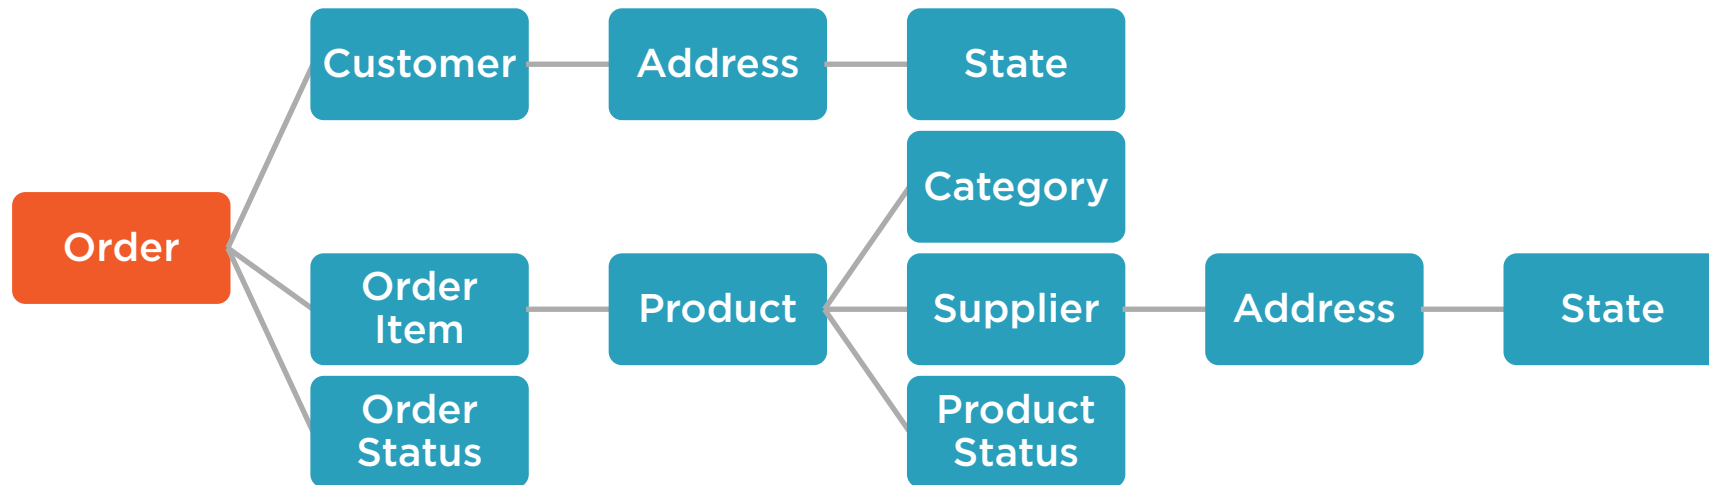 Customer
Address
State
Category
Order
Order
Item
Product
Supplier
Address
State
Order
Status
Product
Status